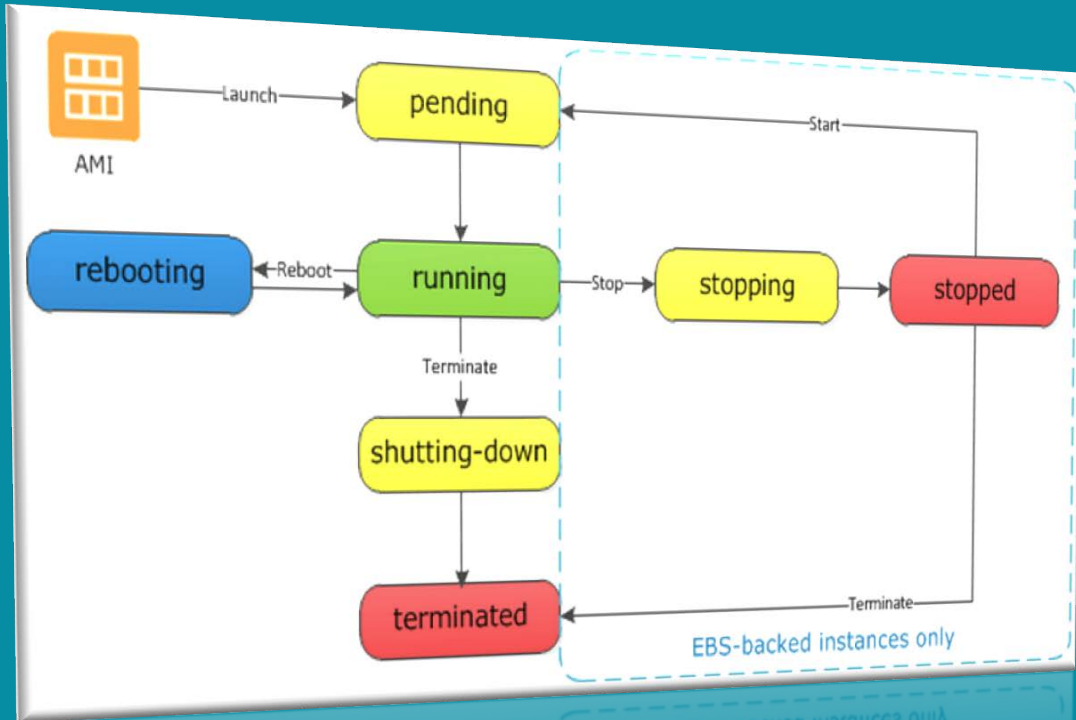 Launch
pending
Start
AMI
rebooting
Reboot
running
Stop
stopping
stopped
Terminate
shutting-down
terminated
Terminate
EBS-backed instances only